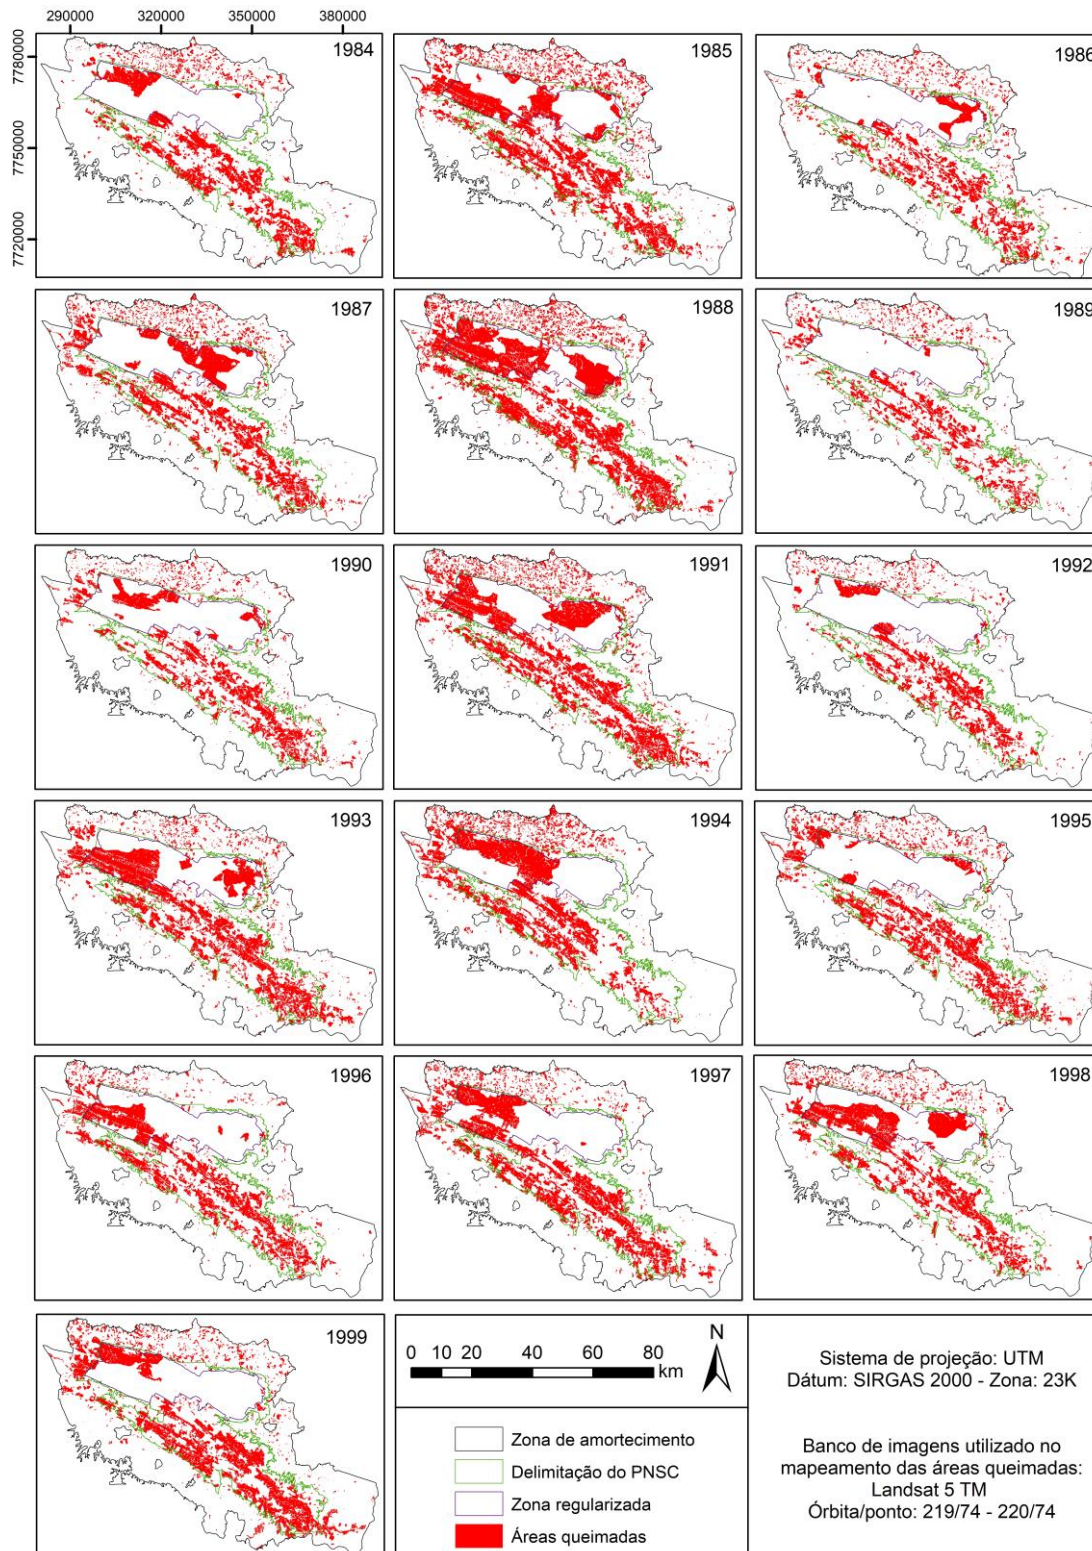 290000 320000 350000 380000
7780000
7750000
7720000
1984
1985
1986
1987
1988
1989
1990
1991
1992
1993
1994
1995
1996
1997
1998
1999
0 10 20 40 60 80
km
N
Zona de amortecimento
Delimitação do PNSC
Zona regularizada
Áreas queimadas
Sistema de projeção: UTM
Dátum: SIRGAS 2000 - Zona: 23K
Banco de imagens utilizado no
mapeamento das áreas queimadas:
Landsat 5 TM
Órbita/ponto: 219/74 - 220/74